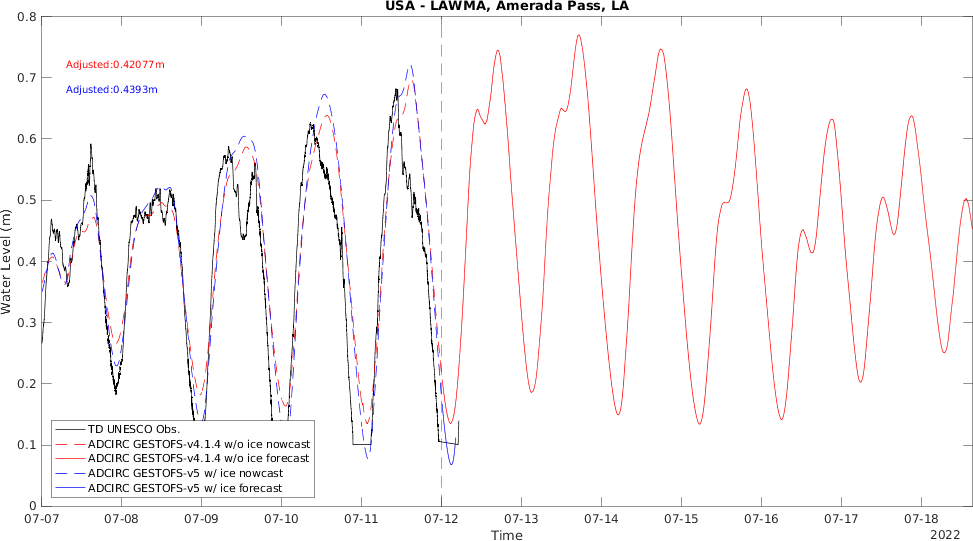 USA - LAWMA, Amerada Pass, LA
0.8
0.7
0.6
0.5
0.4
0.3
0.2
0.1
0
Water Level (m)
Adjusted:0.42077m
Adjusted:0.4393m
TD UNESCO Obs.
ADCIRC GESTOFS-v4.1.4 w/o ice nowcast
ADCIRC GESTOFS-v4.1.4 w/o ice forecast
ADCIRC GESTOFS-v5 w/ ice nowcast
ADCIRC GESTOFS-v5 w/ ice forecast
07-07 07-08 07-09 07-10 07-11 07-12 07-13 07-14 07-15 07-16 07-17 07-18
Time
2022